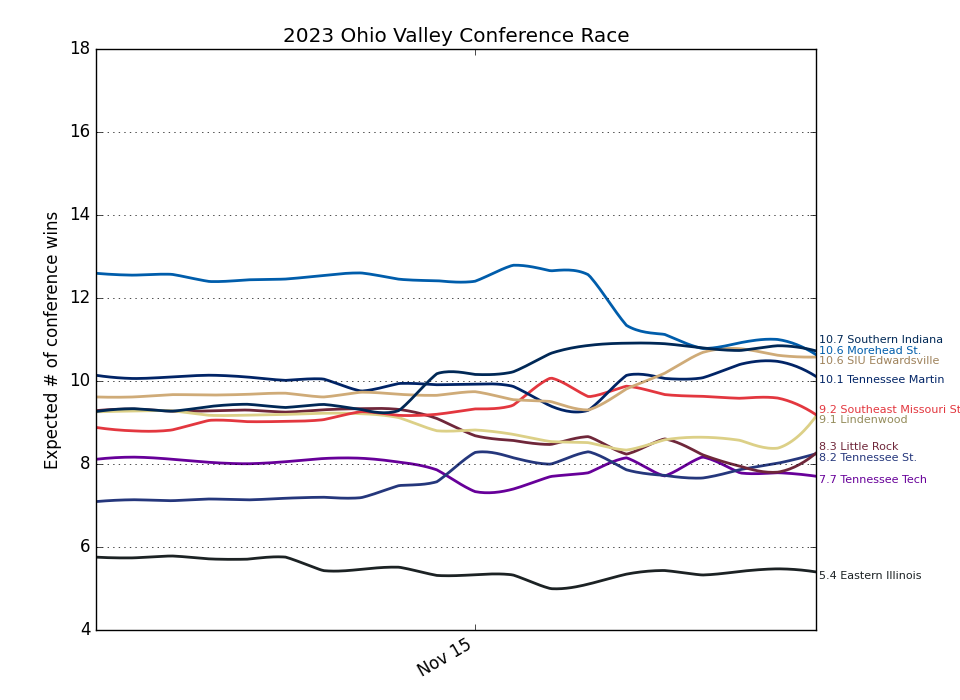 2023 Ohio Valley Conference Race
Expected # of conference wins
18
16
14
12
10
8
6
4
Nov 15
10.7 Southern Indiana
10.6 Morehead St.
10.6 SIU Edwardsville
10.1 Tennessee Martin
9.2 Southeast Missouri St
9.1 Lindenwood
8.3 Little Rock
8.2 Tennessee St.
7.7 Tennessee Tech
5.4 Eastern Illinois